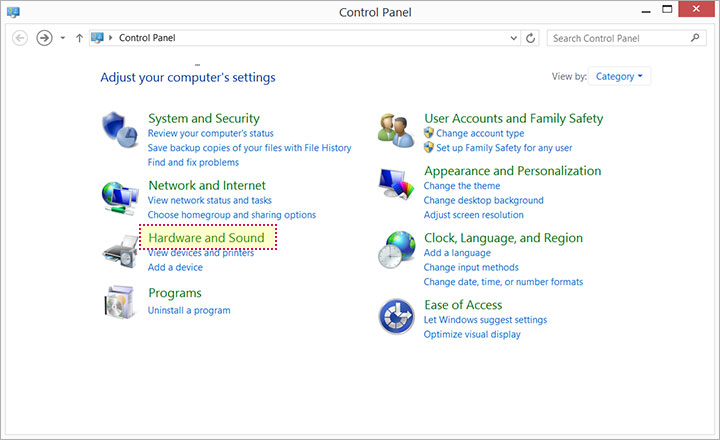 Control Panel
Control Panel
Search Control Panel
Adjust your computer's settings
View by: Category
System and Security
Review your computer's status
Save backup copies of your files with File History
Find and fix problems
Network and Internet
View network status and tasks
Choose homegroup and sharing options
Hardware and Sound
View devices and printers
Add a device
Programs
Uninstall a program
User Accounts and Family Safety
Change account type
Set up Family Safety for any user
Appearance and Personalization
Change the theme
Change desktop background
Adjust screen resolution
Clock, Language, and Region
Add a language
Change input methods
Change date, time, or number formats
Ease of Access
Let Windows suggest settings
Optimize visual display